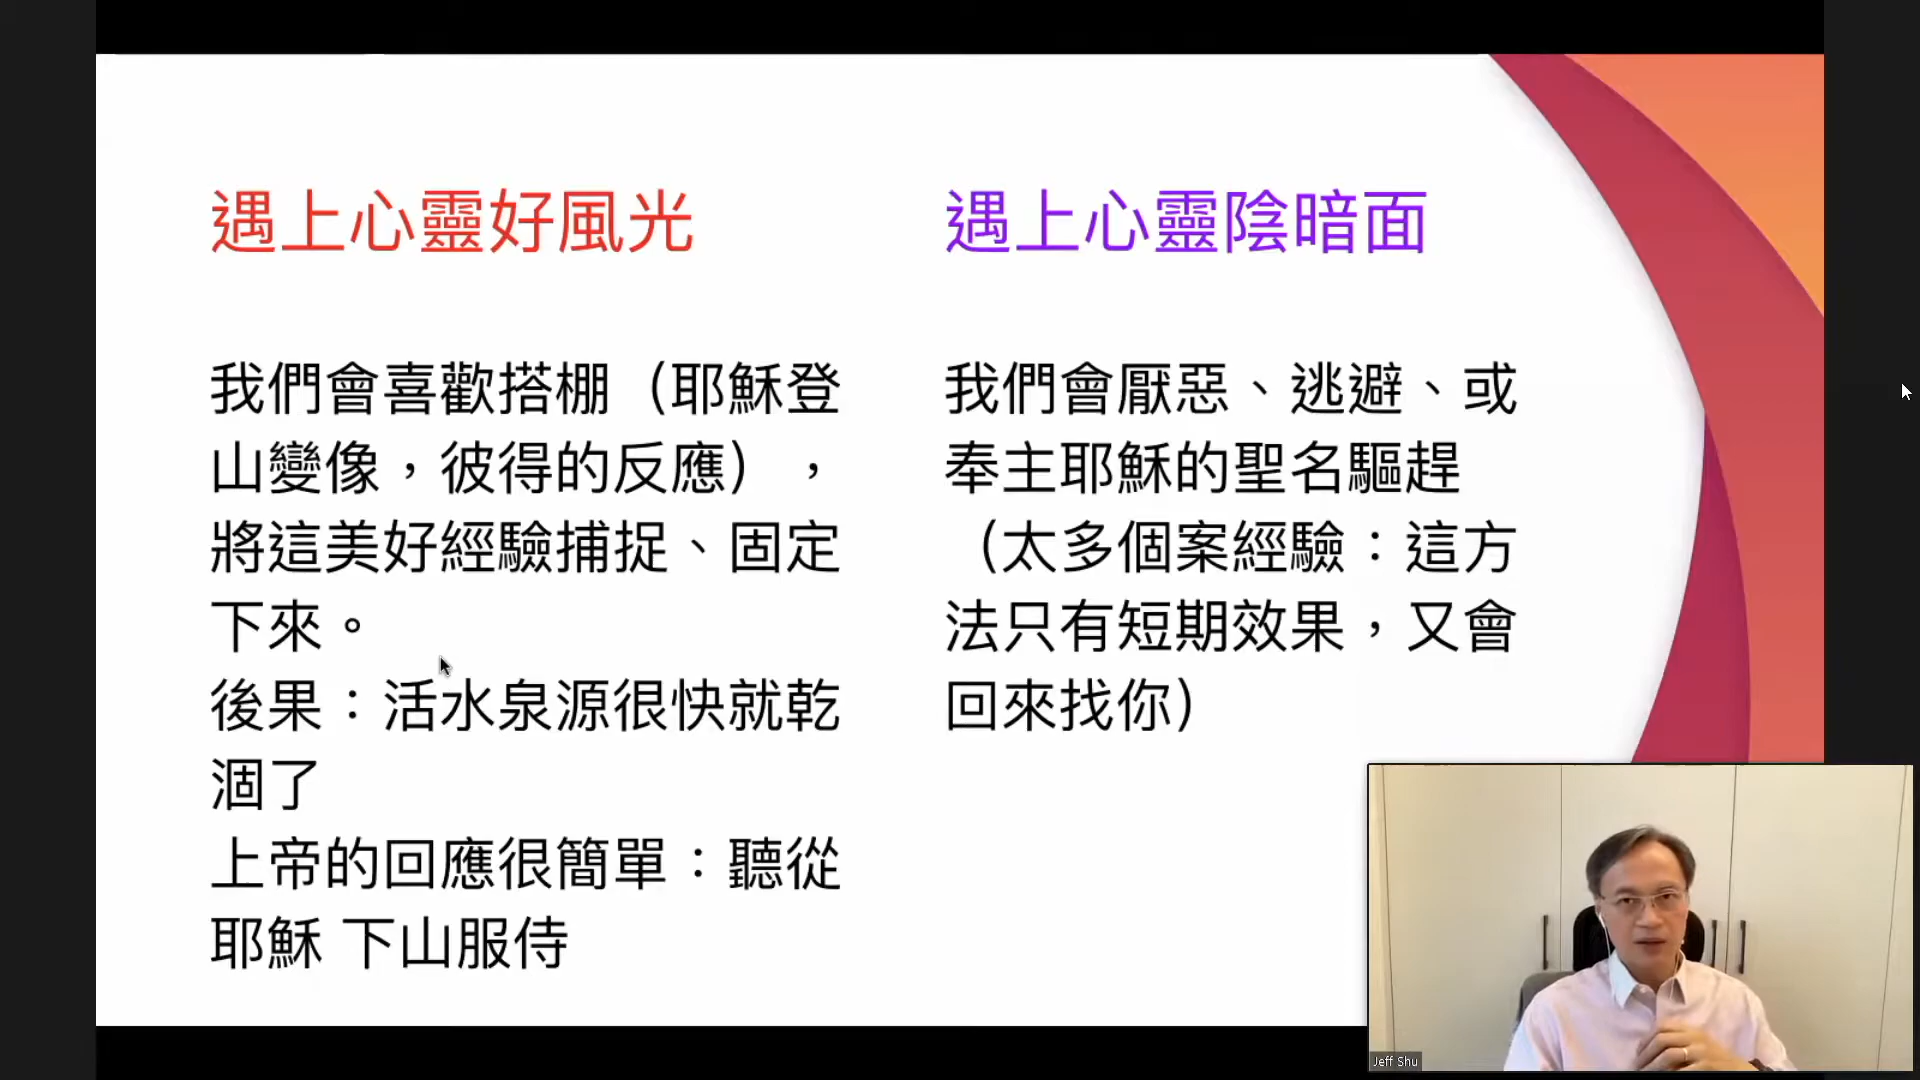 遇上心靈好風光
我們會喜歡搭棚（耶穌登
山變像，彼得的反應），
將這美好經驗捕捉、固定
下來。
後果：活水泉源很快就乾
涸了
上帝的回應很簡單：聽從
耶穌 下山服侍
遇上心靈陰暗面
我們會厭惡、逃避、或
奉主耶穌的聖名驅趕
（太多個案經驗：這方
法只有短期效果，又會
回來找你）
Jeff Shu